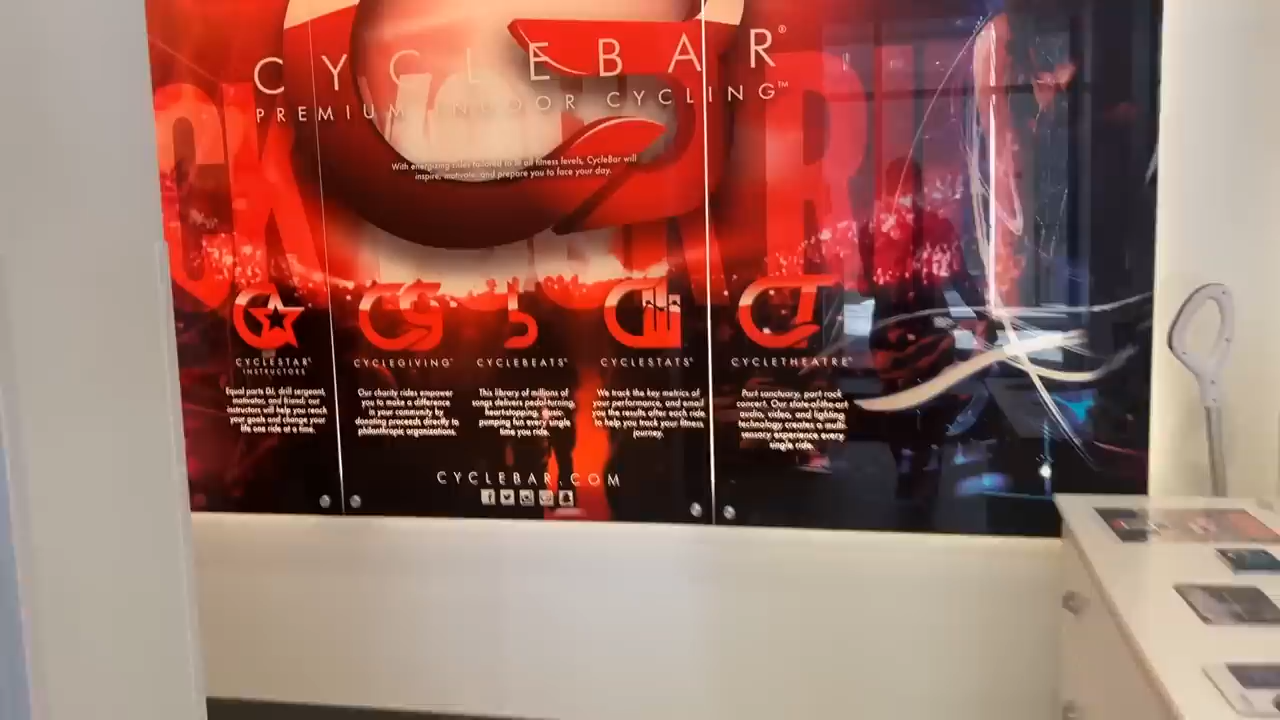 CYCLEBAR®
PREMIUM INDOOR CYCLING™
With energizing rides tailored to all fitness levels, CycleBar will
inspire, motivate, and prepare you to face your day.
CYCLESTAR®
INSTRUCTORS
Equal parts DJ, drill sergeant,
motivator, and friend, our
instructors will help you reach
your goals and change your
life one ride at a time.
CYCLEGIVING®
Our charity rides empower
you to make a difference
in your community by
donating proceeds directly to
philanthropic organizations.
CYCLEBEATS®
This library of millions of
songs delivers pedal-turning,
heart-stopping, music-
pumping fun every single
time you ride.
CYCLESTATS®
We track the key metrics of
your performance, and email
you the results after each ride
to help you track your fitness
journey.
CYCLETHEATRE®
Part sanctuary, part rock
concert. Our state-of-the-art
audio, video, and lighting
technology creates a multi-
sensory experience every
single ride.
CYCLEBAR.COM